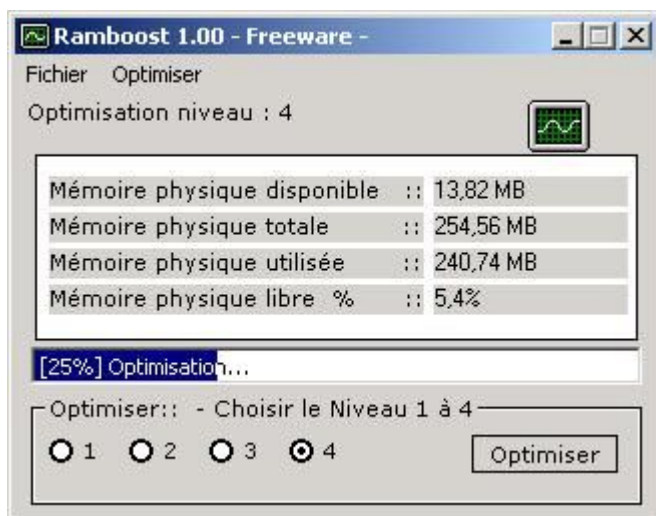 Ramboost 1.00 - Freeware -
Fichier Optimiser
Optimisation niveau : 4
Mémoire physique disponible :: 13,82 MB
Mémoire physique totale :: 254,56 MB
Mémoire physique utilisée :: 240,74 MB
Mémoire physique libre % :: 5,4%
[25%] Optimisation...
Optimiser:: - Choisir le Niveau 1 à 4
1 2 3 4 Optimiser